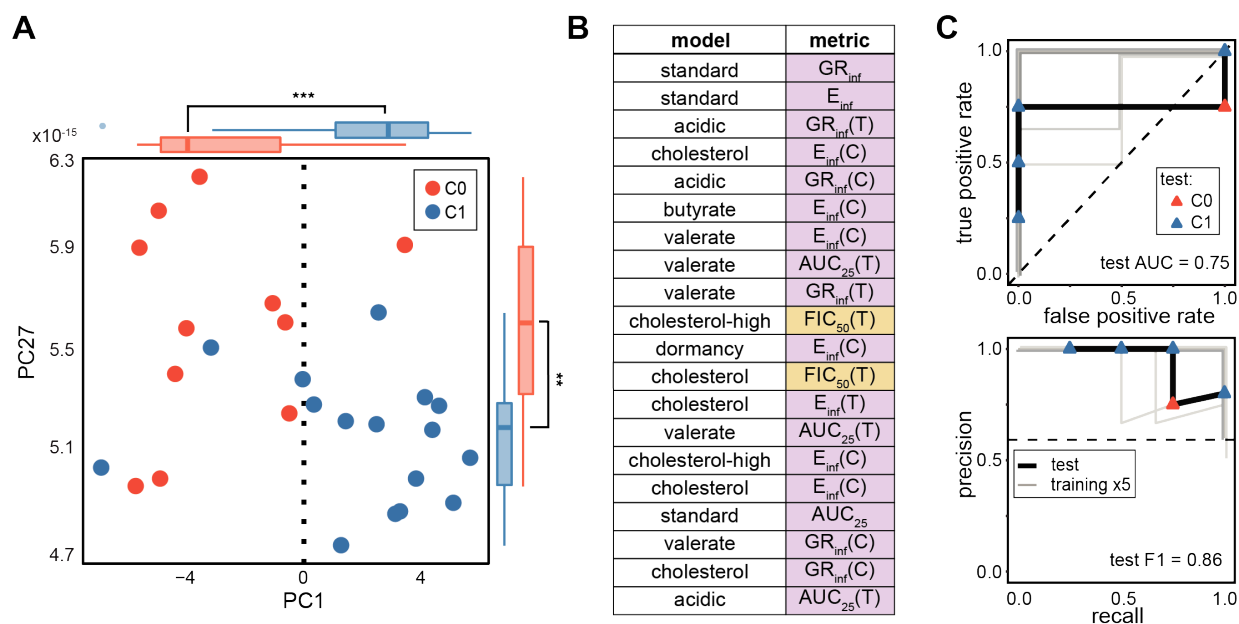 A
***
x10-15
6.3
5.9
5.5
5.1
4.7
PC27
C0
C1
**
−4
0
4
PC1
B
model metric
standard GRinf
standard Einf
acidic GRinf(T)
cholesterol Einf(C)
acidic GRinf(C)
butyrate Einf(C)
valerate Einf(C)
valerate AUC25(T)
valerate GRinf(T)
cholesterol-high FIC50(T)
dormancy Einf(C)
cholesterol FIC50(T)
cholesterol Einf(T)
valerate AUC25(T)
cholesterol-high Einf(C)
cholesterol Einf(C)
standard AUC25
valerate GRinf(C)
cholesterol GRinf(C)
acidic AUC25(T)
C
true positive rate
1.0
0.5
0.0
test:
C0
C1
test AUC = 0.75
0.0 0.5 1.0
false positive rate
precision
1.0
0.5
0.0
test
training x5
test F1 = 0.86
0.0 0.5 1.0
recall